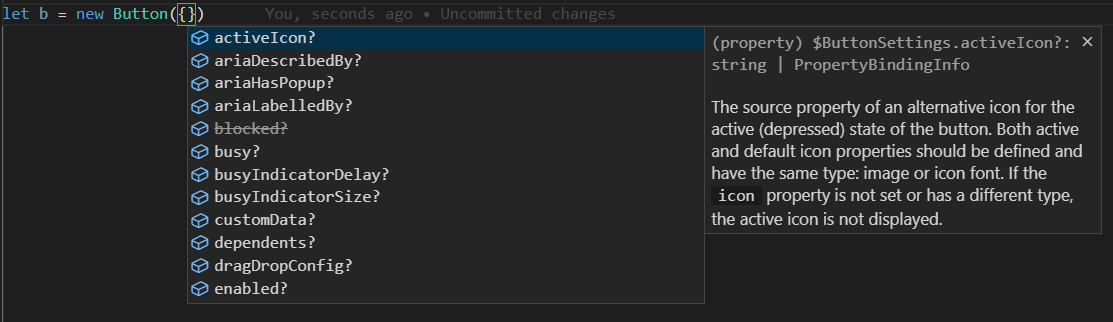 let b = new Button({})    You, seconds ago • Uncommitted changes
activeIcon?
ariaDescribedBy?
ariaHasPopup?
ariaLabelledBy?
blocked?
busy?
busyIndicatorDelay?
busyIndicatorSize?
customData?
dependents?
dragDropConfig?
enabled?
(property) $ButtonSettings.activeIcon?:
string | PropertyBindingInfo
The source property of an alternative icon for the
active (depressed) state of the button. Both active
and default icon properties should be defined and
have the same type: image or icon font. If the
icon property is not set or has a different type,
the active icon is not displayed.